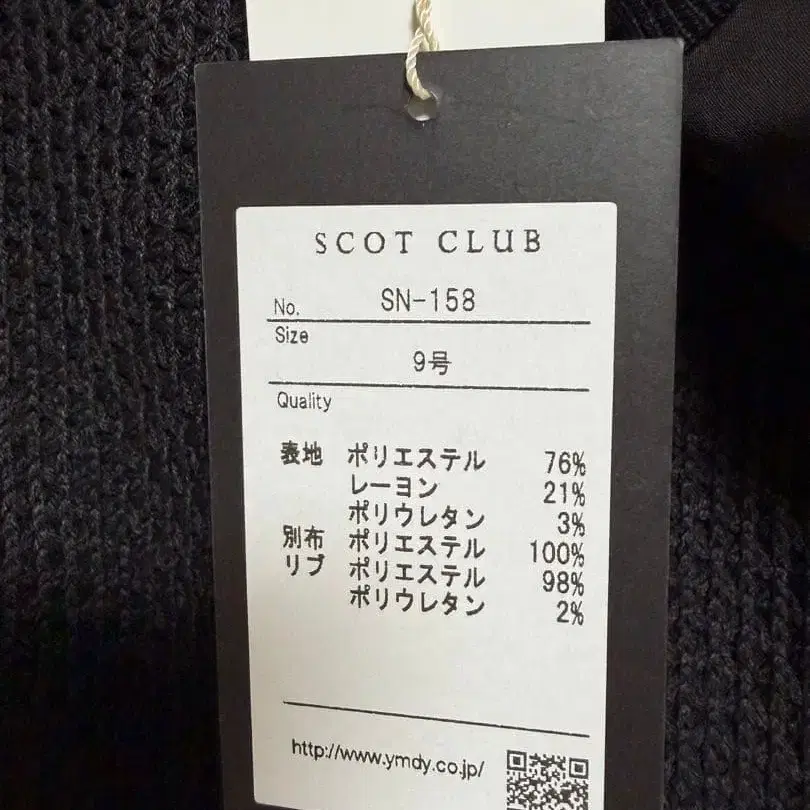 SCOT CLUB
No. SN-158
Size
9号
Quality
表地 ポリエステル 76%
レーヨン 21%
ポリウレタン 3%
別布 ポリエステル 100%
リブ ポリエステル 98%
ポリウレタン 2%
http://www.ymdy.co.jp/